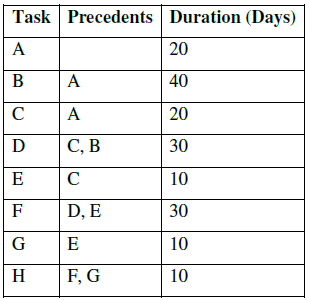 Task Precedents Duration (Days)
A 20
B A 40
C A 20
D C, B 30
E C 10
F D, E 30
G E 10
H F, G 10